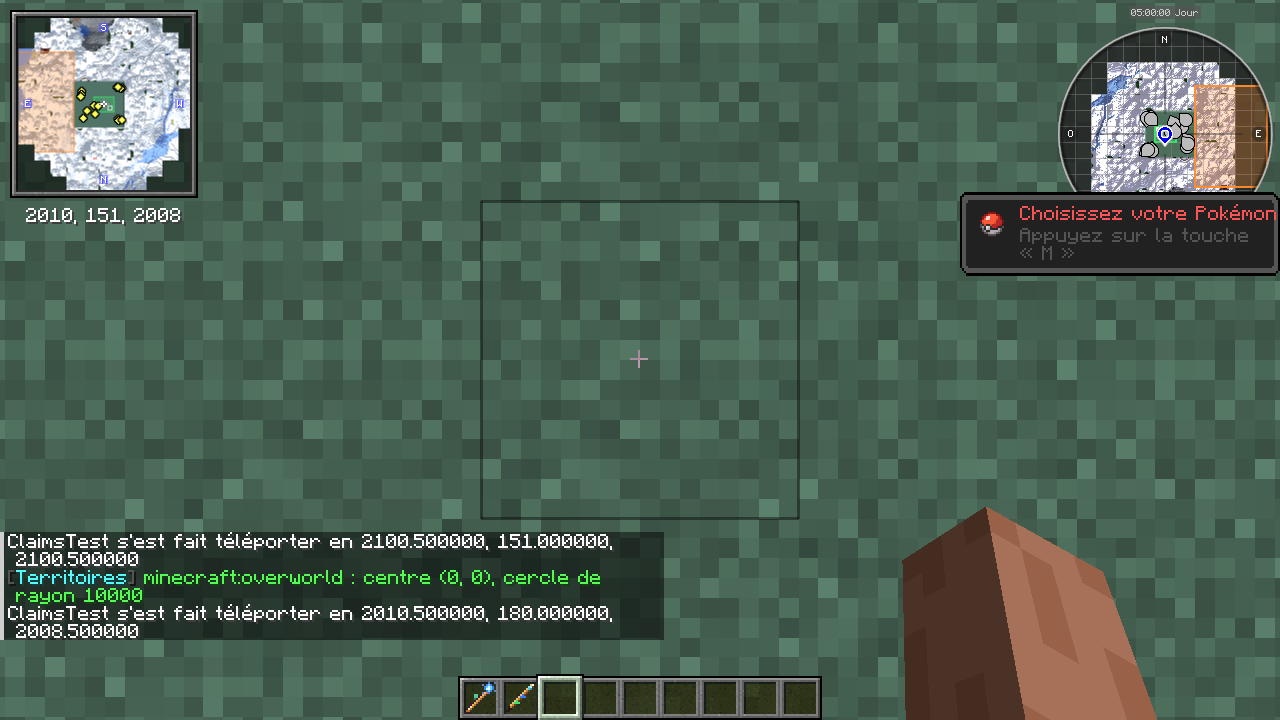 S
E
W
N
2010, 151, 2008
05:00:00 Jour
N
O
E
Choisissez votre Pokémon
Appuyez sur la touche
« M »
ClaimsTest s'est fait téléporter en 2100.500000, 151.000000,
2100.500000
[Territoires] minecraft:overworld : centre (0, 0), cercle de
rayon 10000
ClaimsTest s'est fait téléporter en 2010.500000, 180.000000,
2008.500000